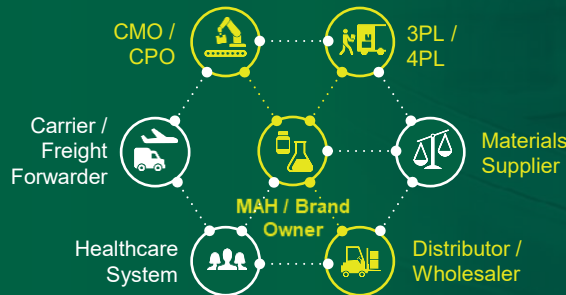 CMO /
CPO
3PL /
4PL
Carrier /
Freight
Forwarder
Materials
Supplier
MAH / Brand
Owner
Healthcare
System
Distributor /
Wholesaler